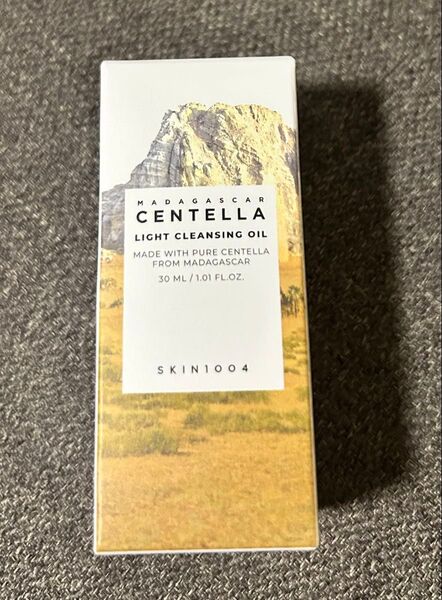 MADAGASCAR
CENTELLA
LIGHT CLEANSING OIL
MADE WITH PURE CENTELLA
FROM MADAGASCAR
30 ML / 1.01 FL.OZ.
SKIN1004